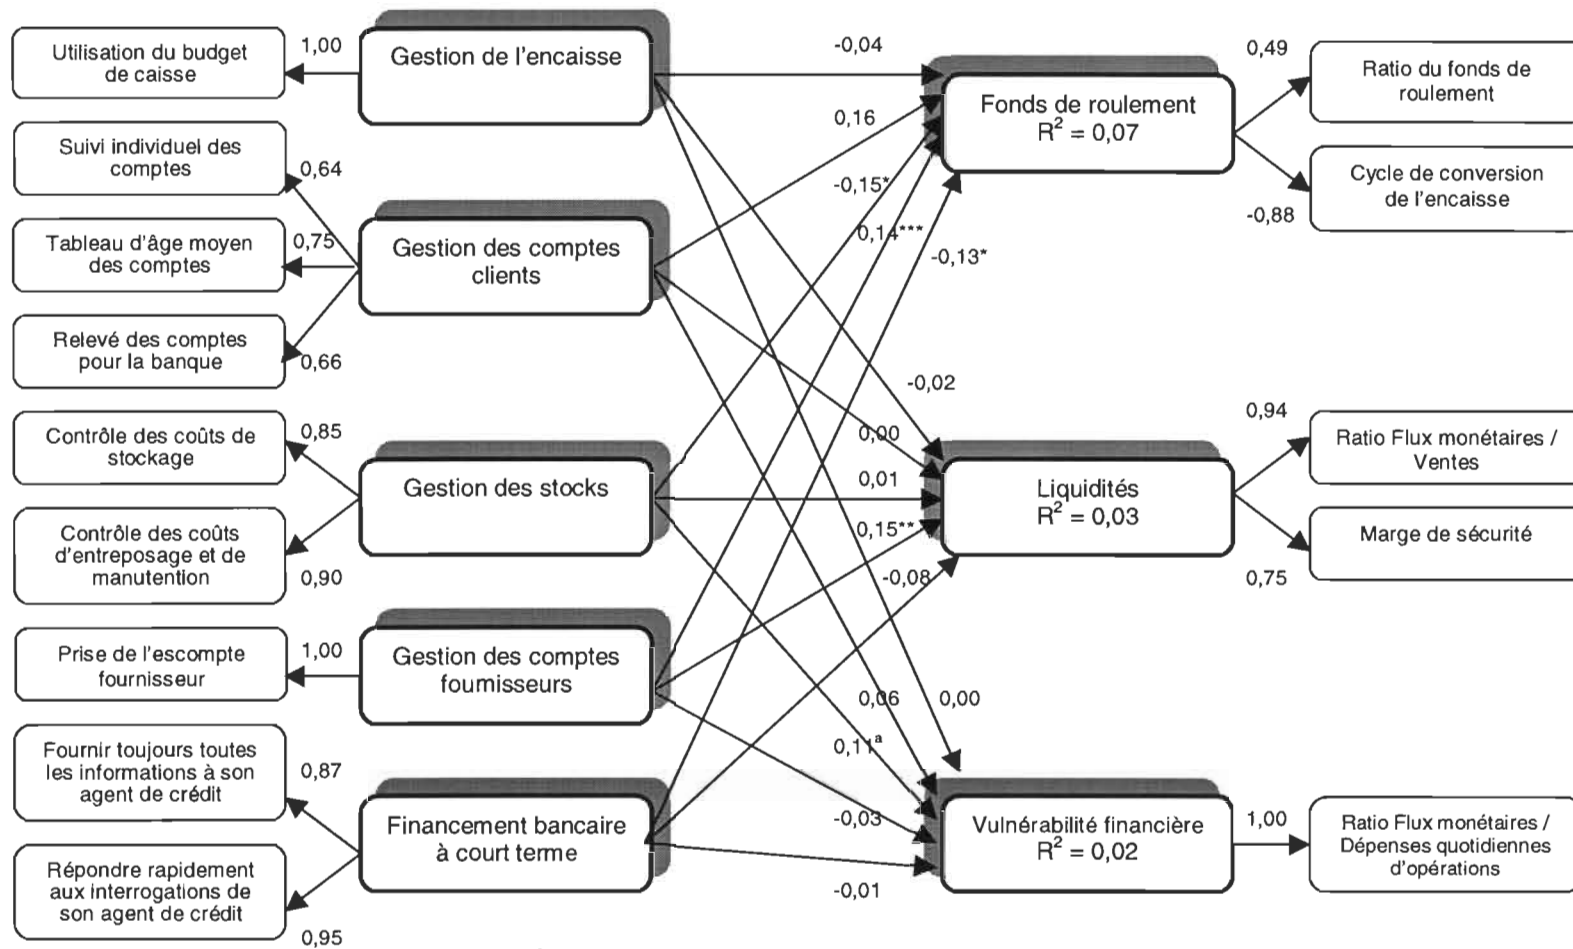 Utilisation du budget
de caisse
1,00
Suivi individuel des
comptes
0,64
Tableau d'âge moyen
des comptes
0,75
Relevé des comptes
pour la banque
0,66
Contrôle des coûts de
stockage
0,85
Contrôle des coûts
d'entreposage et de
manutention
0,90
Prise de l'escompte
fournisseur
1,00
Fournir toujours toutes
les informations à son
agent de crédit
0,87
Répondre rapidement
aux interrogations de
son agent de crédit
0,95
Gestion de l'encaisse
Gestion des comptes
clients
Gestion des stocks
Gestion des comptes
fournisseurs
Financement bancaire
à court terme
-0,04
0,16
-0,15*
0,14***
-0,13*
-0,02
0,00
0,01
0,15**
-0,08
0,00
0,06
0,11a
-0,03
-0,01
Fonds de roulement
R² = 0,07
Liquidités
R² = 0,03
Vulnérabilité financière
R² = 0,02
0,49
Ratio du fonds de
roulement
Cycle de conversion
de l'encaisse
-0,88
0,94
Ratio Flux monétaires /
Ventes
Marge de sécurité
0,75
1,00
Ratio Flux monétaires /
Dépenses quotidiennes
d'opérations